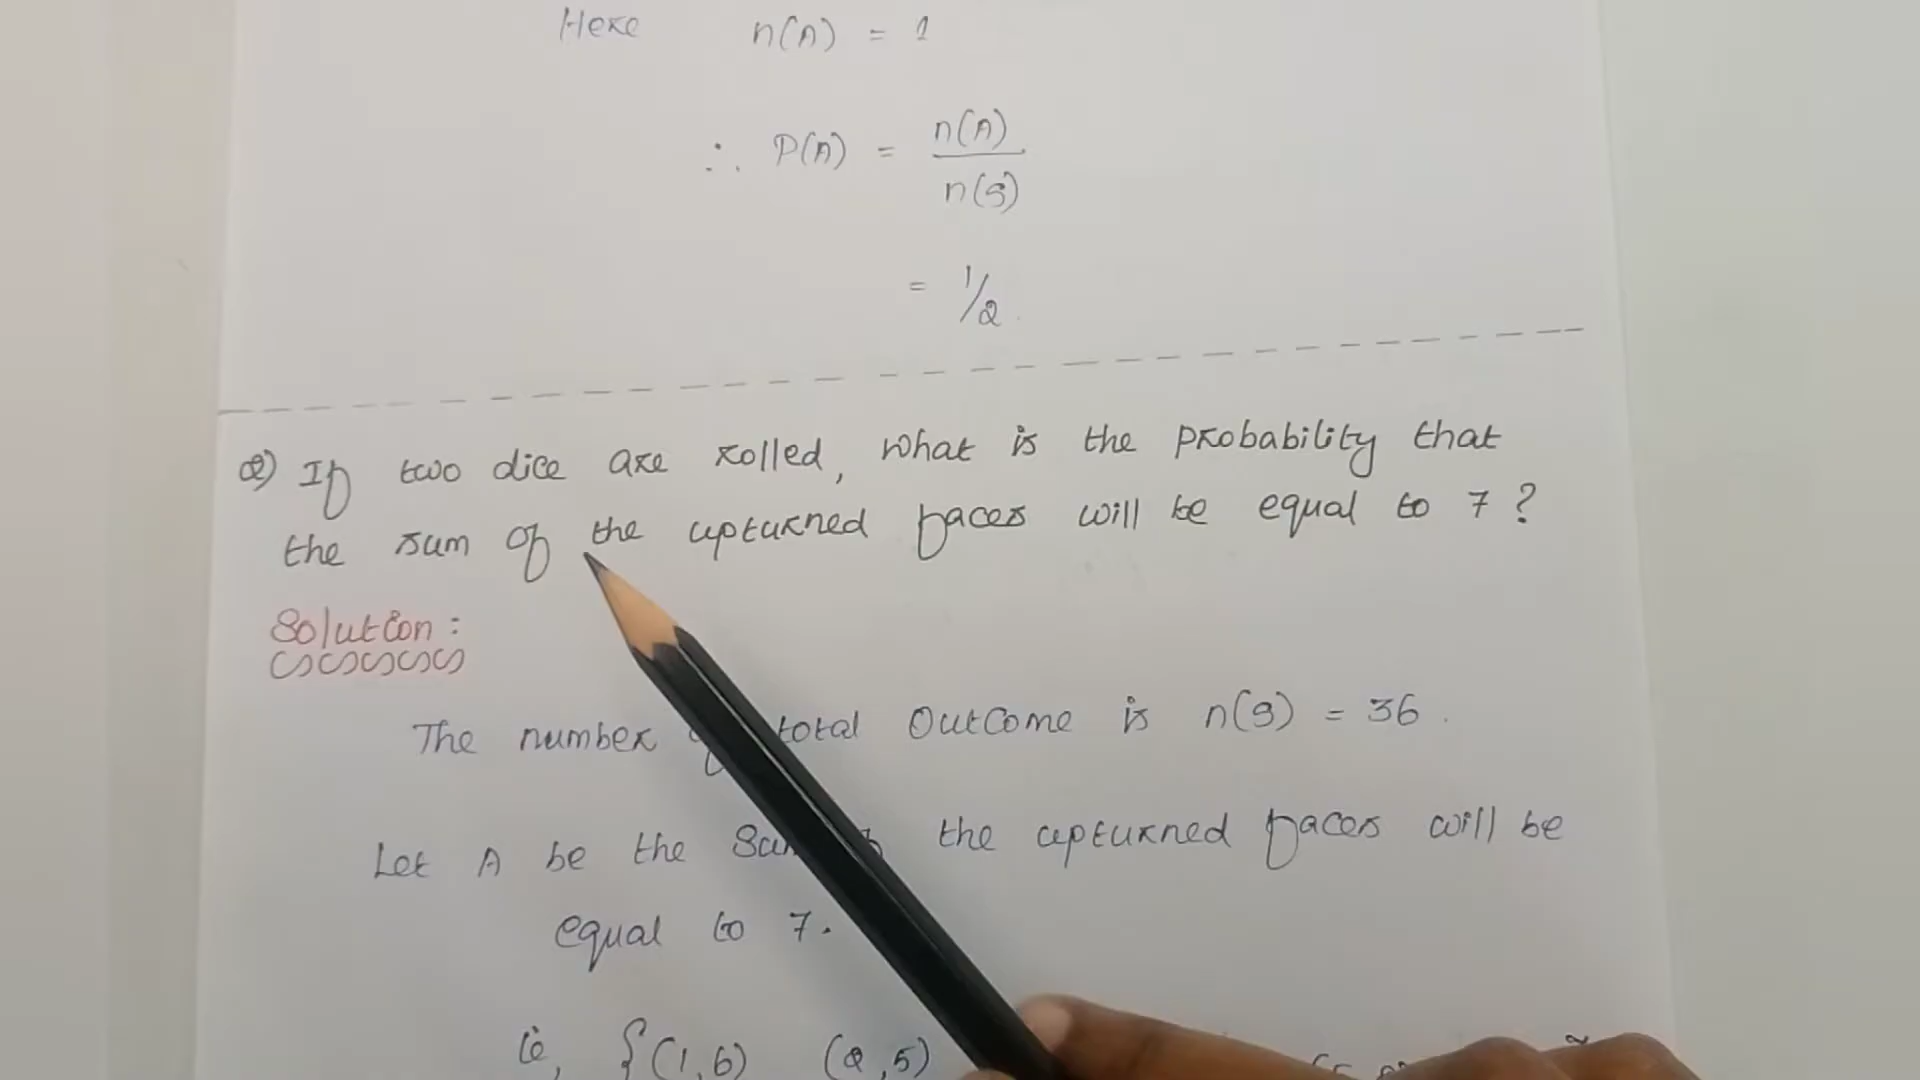 Here n(A) = 1
∴ P(A) = n(A)
n(S)
= 1/2.
2) If two dice are rolled, what is the probability that
the sum of the upturned faces will be equal to 7?
Solution:
The number total outcome is n(S) = 36.
Let A be the the upturned faces will be
equal to 7.
ie, {(1,6) (2,5)